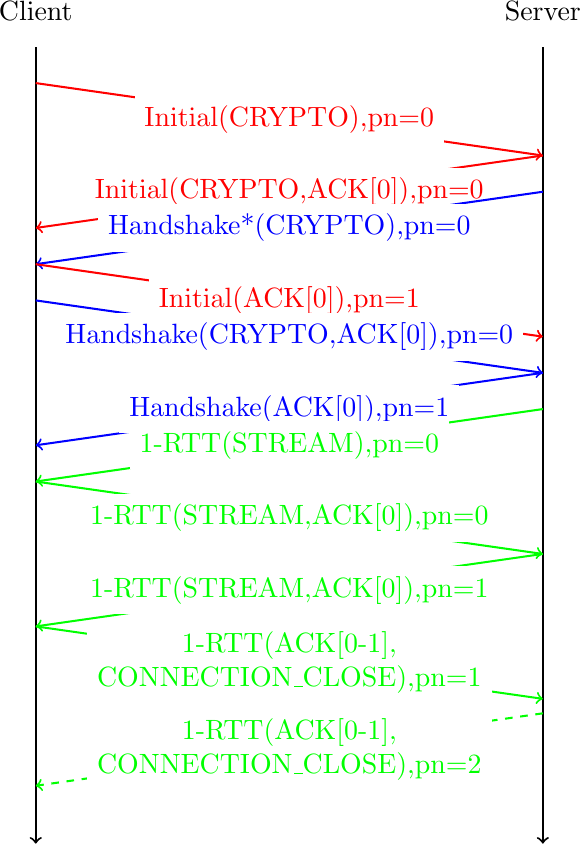 Client
Server
Initial(CRYPTO),pn=0
Initial(CRYPTO,ACK[0]),pn=0
Handshake*(CRYPTO),pn=0
Initial(ACK[0]),pn=1
Handshake(CRYPTO,ACK[0]),pn=0
Handshake(ACK[0]),pn=1
1-RTT(STREAM),pn=0
1-RTT(STREAM,ACK[0]),pn=0
1-RTT(STREAM,ACK[0]),pn=1
1-RTT(ACK[0-1],
CONNECTION_CLOSE),pn=1
1-RTT(ACK[0-1],
CONNECTION_CLOSE),pn=2